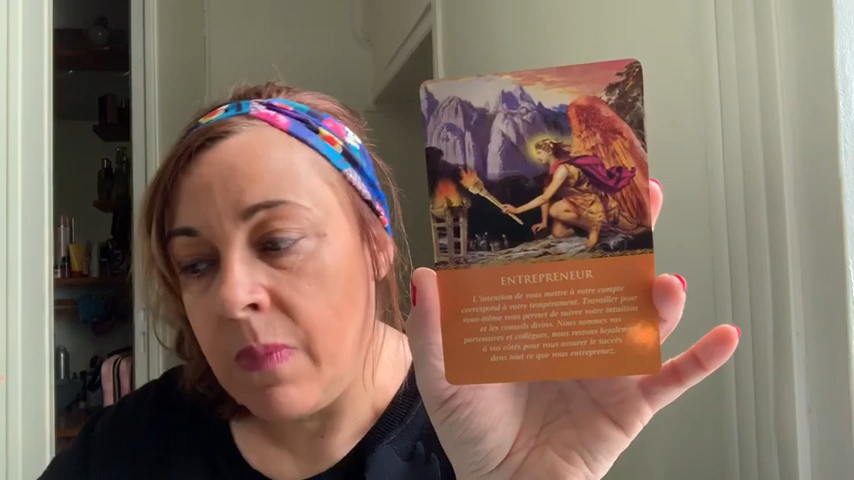 ENTREPRENEUR
L'intention de vous mettre à votre compte
correspond à votre tempérament. Travailler pour
vous-même vous permet de suivre votre intuition
et les conseils divins. Nous sommes vos
partenaires et collègues, nous restons loyalement
à vos côtés pour vous assurer le succès
dans tout ce que vous entreprenez.